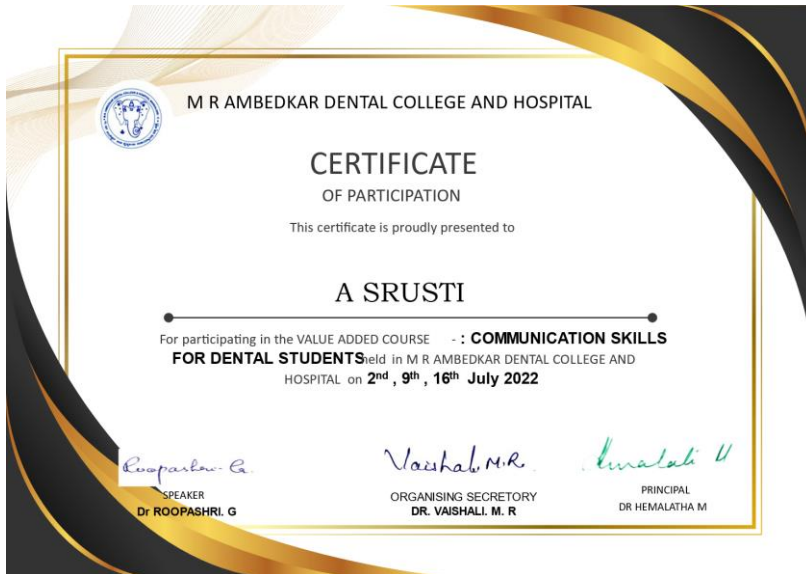 M R AMBEDKAR DENTAL COLLEGE AND HOSPITAL
CERTIFICATE
OF PARTICIPATION
This certificate is proudly presented to
A SRUSTI
For participating in the VALUE ADDED COURSE - : COMMUNICATION SKILLS
FOR DENTAL STUDENTS held in M R AMBEDKAR DENTAL COLLEGE AND
HOSPITAL on 2nd , 9th , 16th July 2022
Vaishali M.R.
SPEAKER
Dr ROOPASHRI. G
ORGANISING SECRETORY
DR. VAISHALI. M. R
PRINCIPAL
DR HEMALATHA M